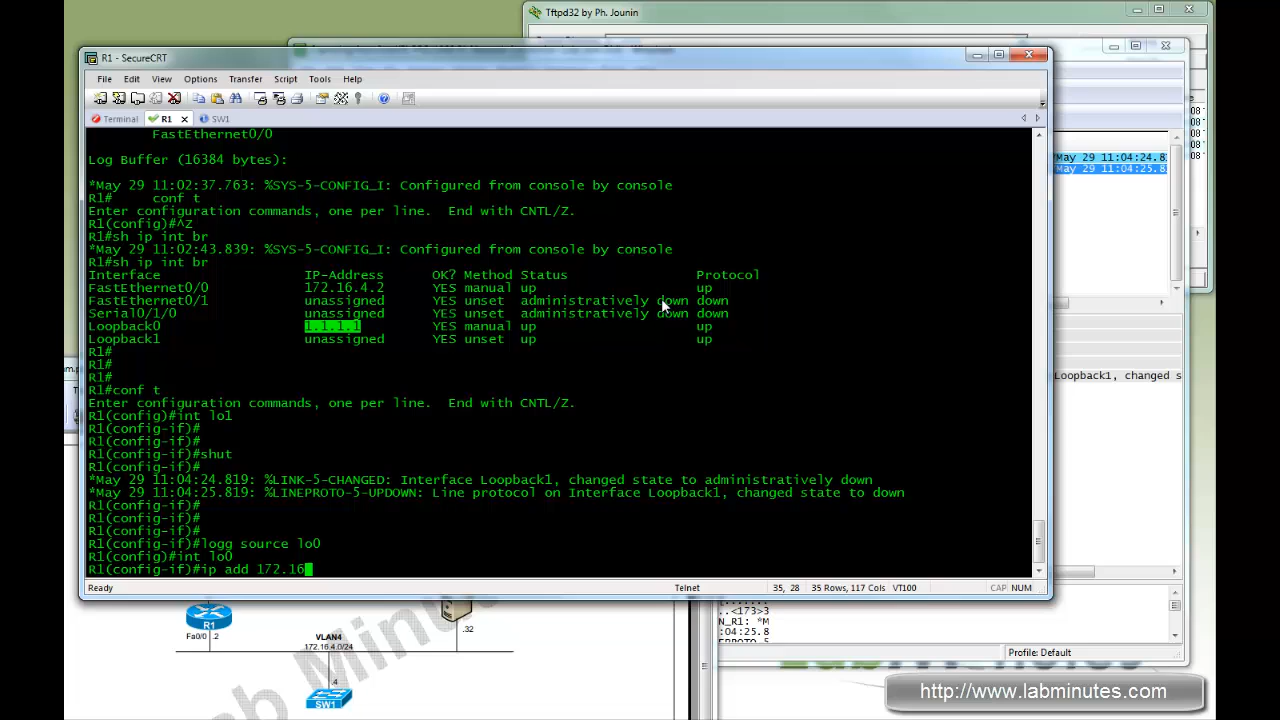 Tftpd32 by Ph. Jounin
R1 - SecureCRT
File Edit View Options Transfer Script Tools Help
Terminal R1 SW1
FastEthernet0/0
Log Buffer (16384 bytes):
*May 29 11:02:37.763: %SYS-5-CONFIG_I: Configured from console by console
R1# conf t
Enter configuration commands, one per line. End with CNTL/Z.
R1(config)#^Z
R1#sh ip int br
*May 29 11:02:43.839: %SYS-5-CONFIG_I: Configured from console by console
R1#sh ip int br
Interface IP-Address OK? Method Status Protocol
FastEthernet0/0 172.16.4.2 YES manual up up
FastEthernet0/1 unassigned YES unset administratively down down
Serial0/1/0 unassigned YES unset administratively down down
Loopback0 1.1.1.1 YES manual up up
Loopback1 unassigned YES unset up up
R1#
R1#
R1#
R1#conf t
Enter configuration commands, one per line. End with CNTL/Z.
R1(config)#int lo1
R1(config-if)#
R1(config-if)#
R1(config-if)#shut
R1(config-if)#
*May 29 11:04:24.819: %LINK-5-CHANGED: Interface Loopback1, changed state to administratively down
*May 29 11:04:25.819: %LINEPROTO-5-UPDOWN: Line protocol on Interface Loopback1, changed state to down
R1(config-if)#
R1(config-if)#
R1(config-if)#
R1(config-if)#logg source lo0
R1(config)#int lo0
R1(config-if)#ip add 172.16
Ready Telnet 35, 28 35 Rows, 117 Cols VT100 CAP NUM
May 29 11:04:24.8
May 29 11:04:25.8
Loopback1, changed s
..<173>3
N_R1: *M
:04:25.8
Profile: Default
R1
Fa0/0 .2
.32
VLAN4
172.16.4.0/24
.4
SW1
http://www.labminutes.com